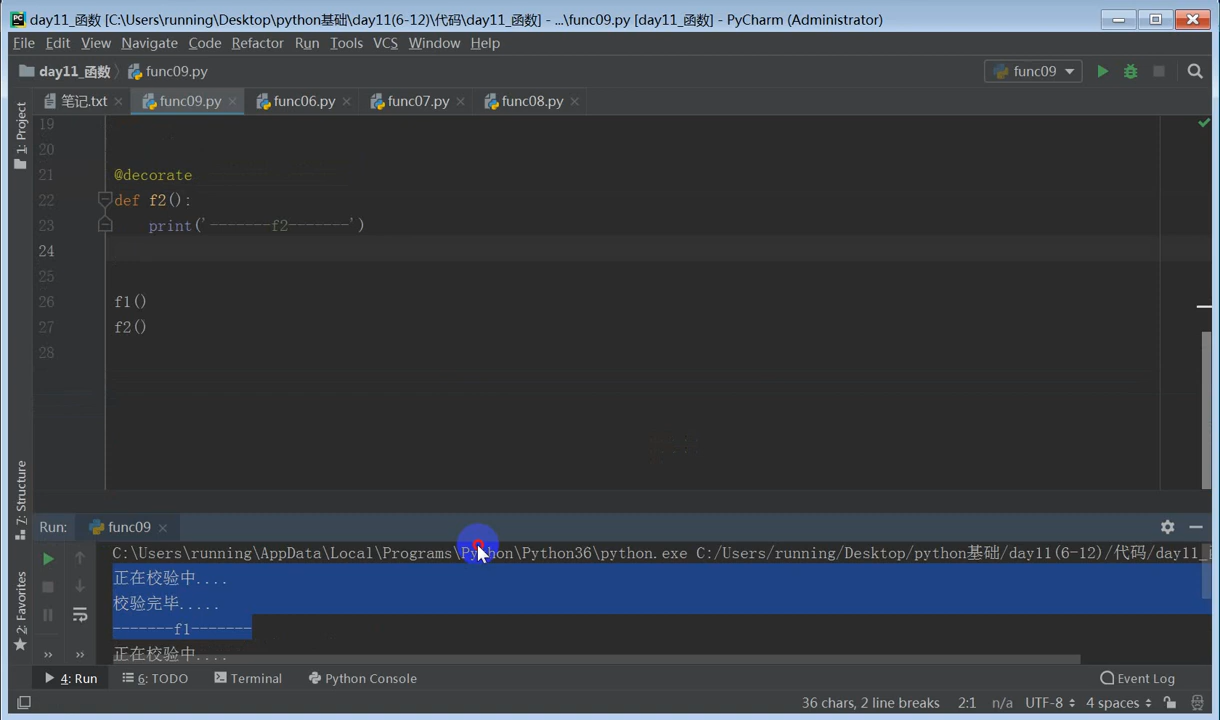 day11_函数 [C:\Users\running\Desktop\python基础\day11(6-12)\代码\day11_函数] - ...\func09.py [day11_函数] - PyCharm (Administrator)
File Edit View Navigate Code Refactor Run Tools VCS Window Help
day11_函数 func09.py func09
笔记.txt func09.py func06.py func07.py func08.py
1: Project
19
20
21 @decorate
22 def f2():
23 print('-------f2-------')
24
25
26 f1()
27 f2()
28
7: Structure
2: Favorites
Run: func09
C:\Users\running\AppData\Local\Programs\Python\Python36\python.exe C:/Users/running/Desktop/python基础/day11(6-12)/代码/day11_
正在校验中....
校验完毕.....
-------f1-------
正在校验中....
4: Run 6: TODO Terminal Python Console Event Log
36 chars, 2 line breaks 2:1 n/a UTF-8 4 spaces